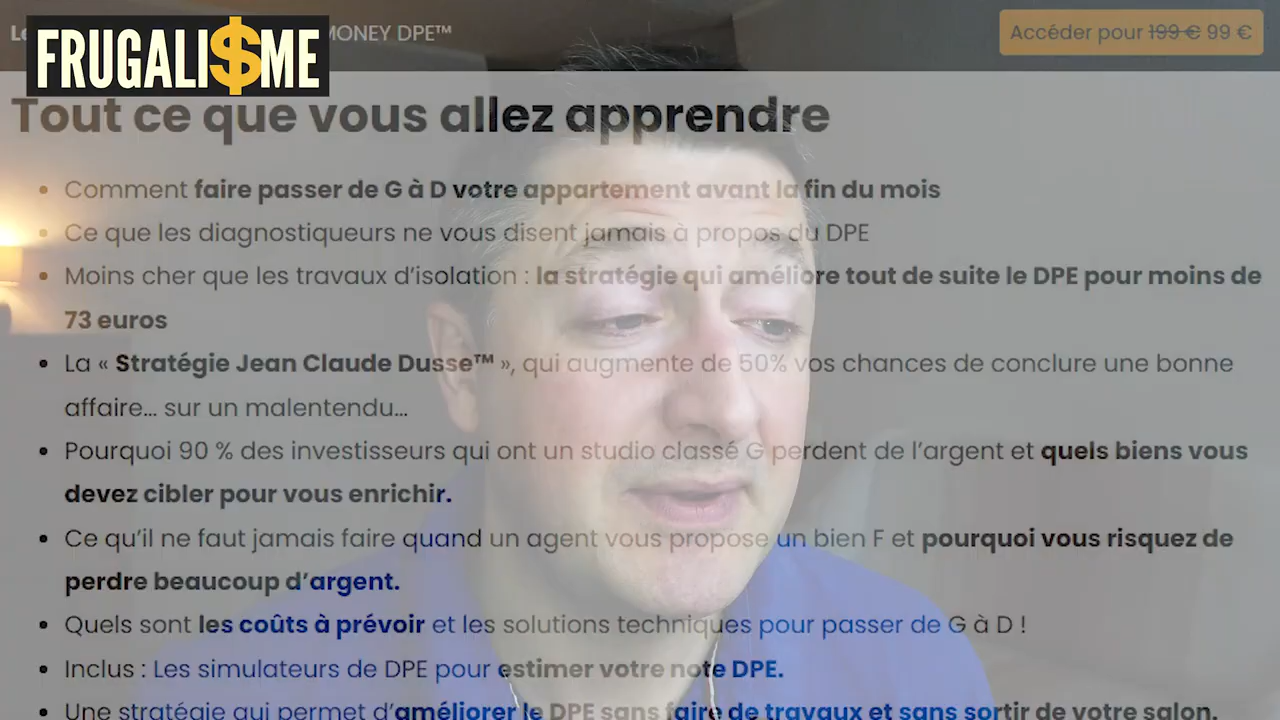 FRUGALI$ME
MONEY DPE™
Accéder pour 199 € 99 €
Tout ce que vous allez apprendre
Comment faire passer de G à D votre appartement avant la fin du mois
Ce que les diagnostiqueurs ne vous disent jamais à propos du DPE
Moins cher que les travaux d’isolation : la stratégie qui améliore tout de suite le DPE pour moins de
73 euros
La « Stratégie Jean Claude Dusse™ », qui augmente de 50% vos chances de conclure une bonne
affaire… sur un malentendu…
Pourquoi 90 % des investisseurs qui ont un studio classé G perdent de l’argent et quels biens vous
devez cibler pour vous enrichir.
Ce qu’il ne faut jamais faire quand un agent vous propose un bien F et pourquoi vous risquez de
perdre beaucoup d’argent.
Quels sont les coûts à prévoir et les solutions techniques pour passer de G à D !
Inclus : Les simulateurs de DPE pour estimer votre note DPE.
Une stratégie qui permet d’améliorer le DPE sans faire de travaux et sans sortir de votre salon.